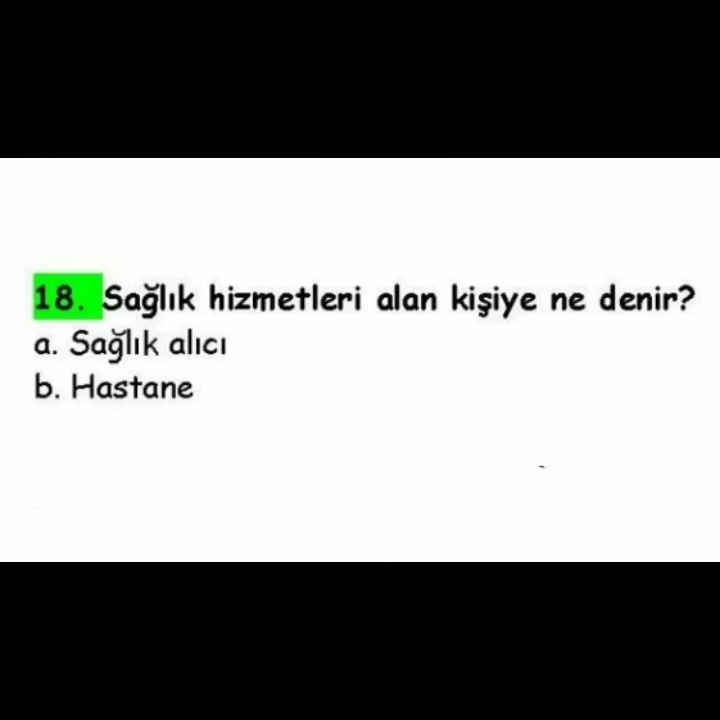 18. Sağlık hizmetleri alan kişiye ne denir?
a. Sağlık alıcı
b. Hastane